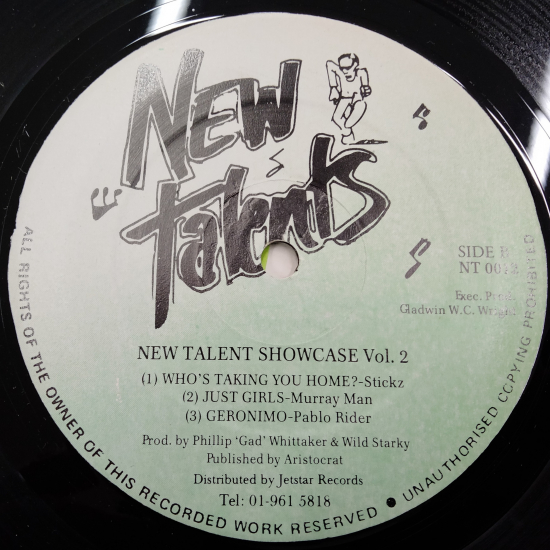 New
Talents
SIDE B
NT 0012
Exec. Prod.
Gladwin W.C. Wright
NEW TALENT SHOWCASE Vol. 2
(1) WHO'S TAKING YOU HOME?-Stickz
(2) JUST GIRLS-Murray Man
(3) GERONIMO-Pablo Rider
Prod. by Phillip 'Gad' Whittaker & Wild Starky
Published by Aristocrat
Distributed by Jetstar Records
Tel: 01-961 5818
ALL RIGHTS OF THE OWNER OF THIS RECORDED WORK RESERVED ● UNAUTHORISED COPYING PROHIBITED